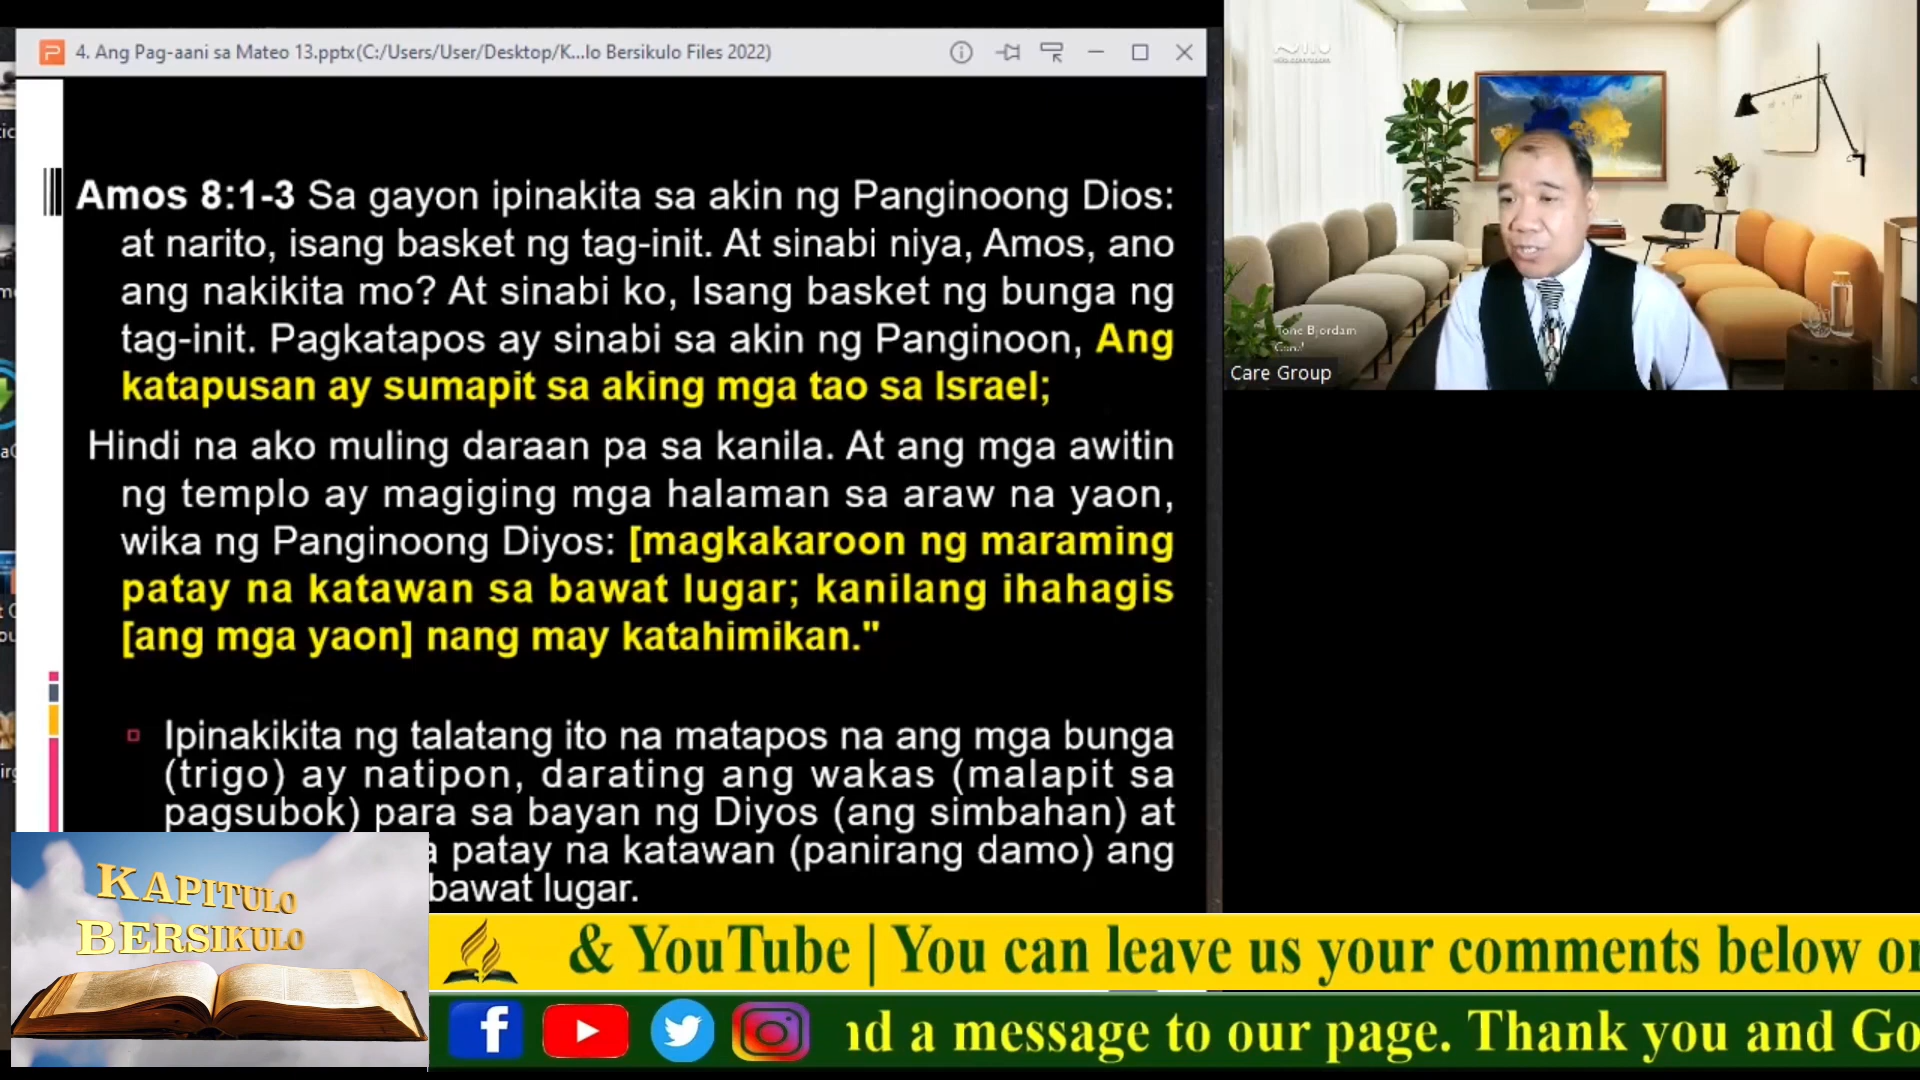 4. Ang Pag-aani sa Mateo 13.pptx(C:/Users/User/Desktop/K...lo Bersikulo Files 2022)
Amos 8:1-3 Sa gayon ipinakita sa akin ng Panginoong Dios:
at narito, isang basket ng tag-init. At sinabi niya, Amos, ano
ang nakikita mo? At sinabi ko, Isang basket ng bunga ng
tag-init. Pagkatapos ay sinabi sa akin ng Panginoon, Ang
katapusan ay sumapit sa aking mga tao sa Israel;
Hindi na ako muling daraan pa sa kanila. At ang mga awitin
ng templo ay magiging mga halaman sa araw na yaon,
wika ng Panginoong Diyos: [magkakaroon ng maraming
patay na katawan sa bawat lugar; kanilang ihahagis
[ang mga yaon] nang may katahimikan."
Ipinakikita ng talatang ito na matapos na ang mga bunga
(trigo) ay natipon, darating ang wakas (malapit sa
pagsubok) para sa bayan ng Diyos (ang simbahan) at
patay na katawan (panirang damo) ang
bawat lugar.
Tone Bjordam
Care Group
KAPITULO
BERSIKULO
& YouTube | You can leave us your comments below or
nd a message to our page. Thank you and Go